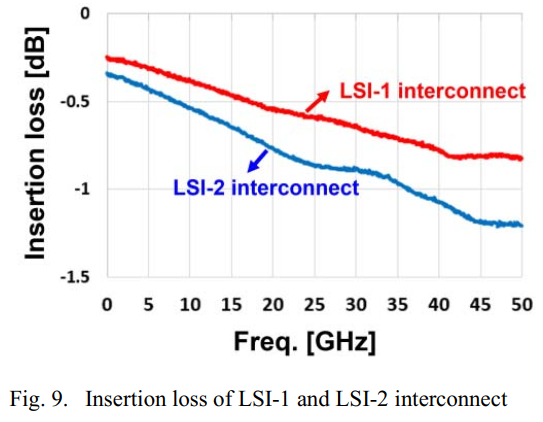 0
-0.5
-1
-1.5
Insertion loss [dB]
LSI-1 interconnect
LSI-2 interconnect
0 5 10 15 20 25 30 35 40 45 50
Freq. [GHz]
Fig. 9. Insertion loss of LSI-1 and LSI-2 interconnect